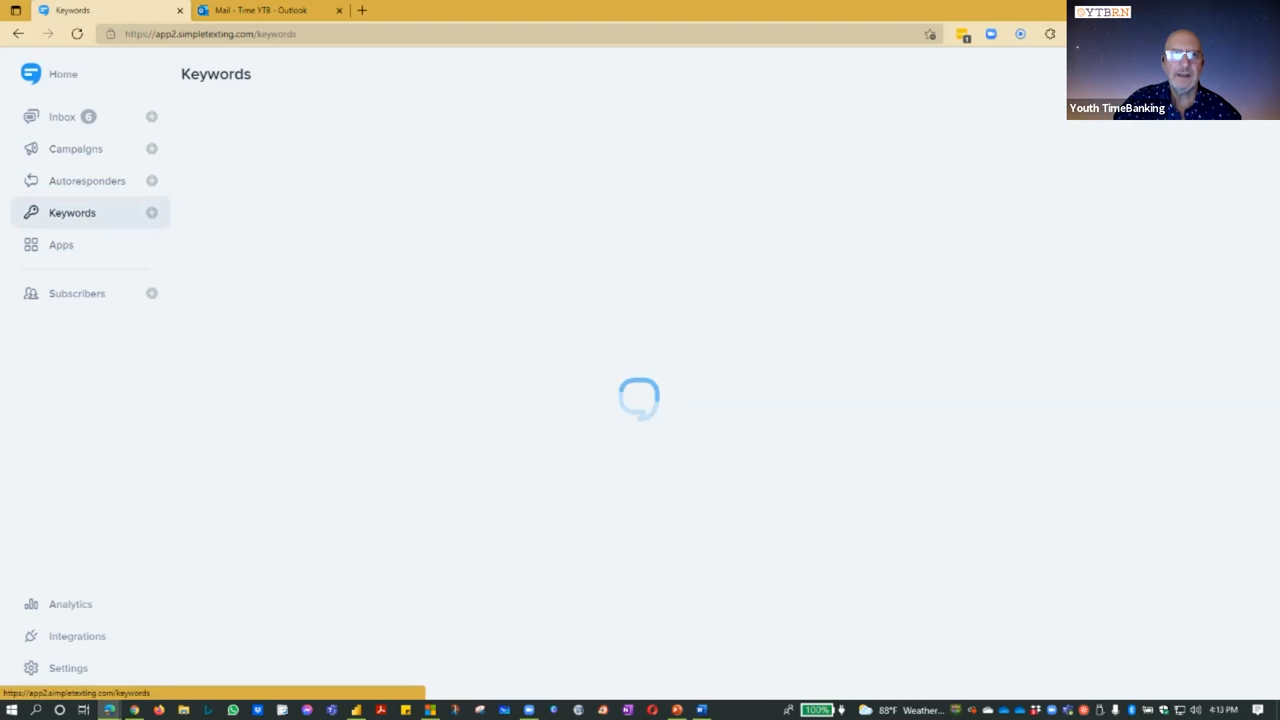 Keywords
Mail - Time YTB - Outlook
https://app2.simpletexting.com/keywords
1
YTBRN
Youth TimeBanking
Home
Keywords
Inbox 6
Campaigns
Autoresponders
Keywords
Apps
Subscribers
Analytics
Integrations
Settings
https://app2.simpletexting.com/keywords
100%
88°F Weather...
4:13 PM